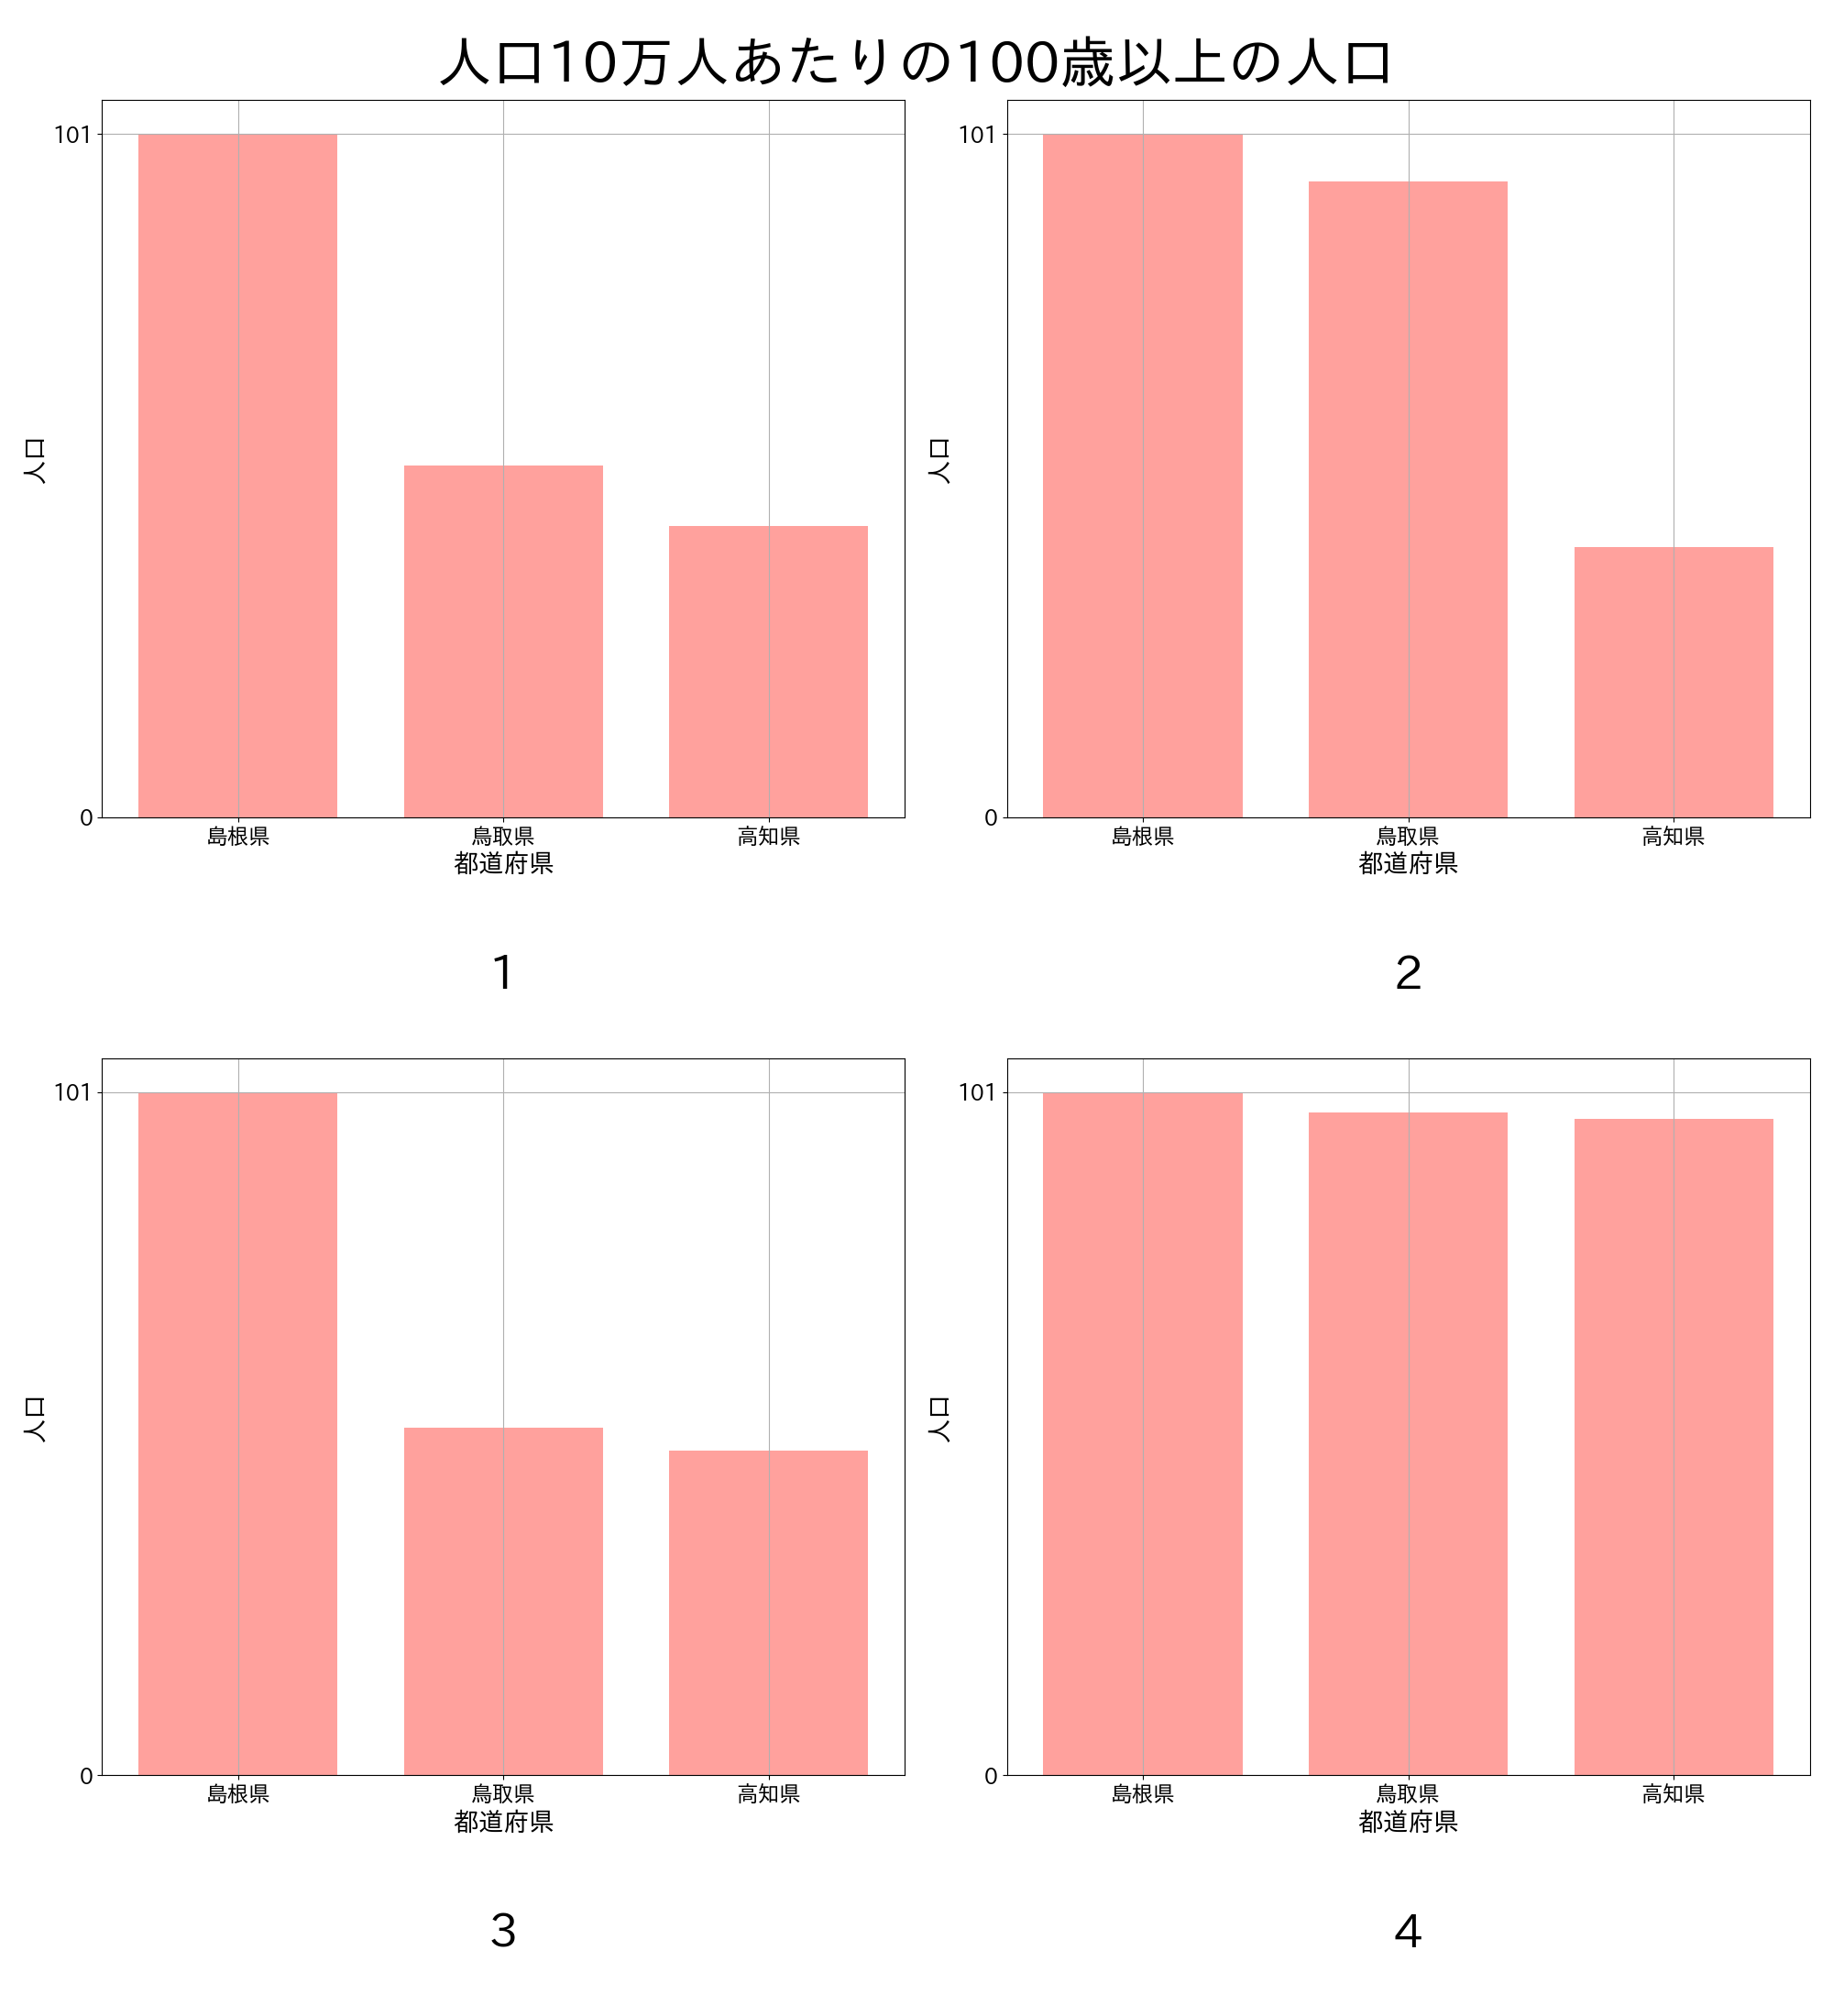 人口10万人あたりの100歳以上の人口
101
0
人口
島根県 鳥取県 高知県
都道府県
1
101
0
人口
島根県 鳥取県 高知県
都道府県
2
101
0
人口
島根県 鳥取県 高知県
都道府県
3
101
0
人口
島根県 鳥取県 高知県
都道府県
4